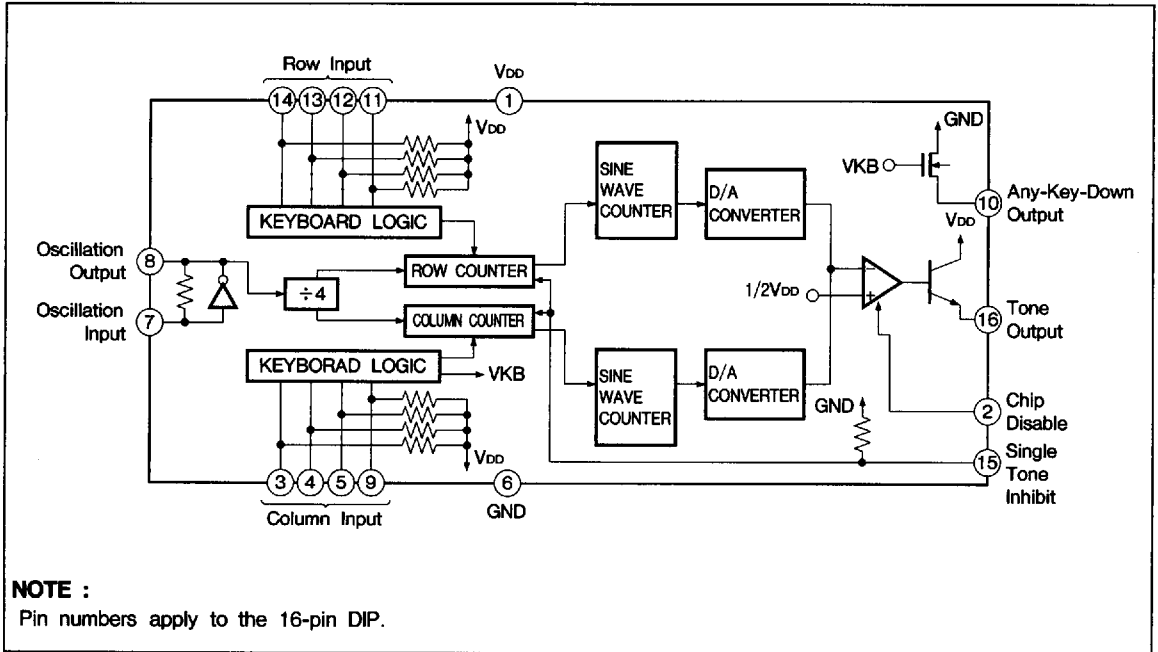 Row Input
14 13 12 11
VDD
1
VDD
GND
VKB
10
Any-Key-Down
Output
SINE
WAVE
COUNTER
D/A
CONVERTER
KEYBOARD LOGIC
VDD
Oscillation
Output
8
ROW COUNTER
÷4
1/2VDD
−
+
Oscillation
Input
7
COLUMN COUNTER
16
Tone
Output
KEYBORAD LOGIC
VKB
SINE
WAVE
COUNTER
D/A
CONVERTER
GND
2
Chip
Disable
VDD
15
Single
Tone
Inhibit
3 4 5 9
Column Input
6
GND
NOTE :
Pin numbers apply to the 16-pin DIP.